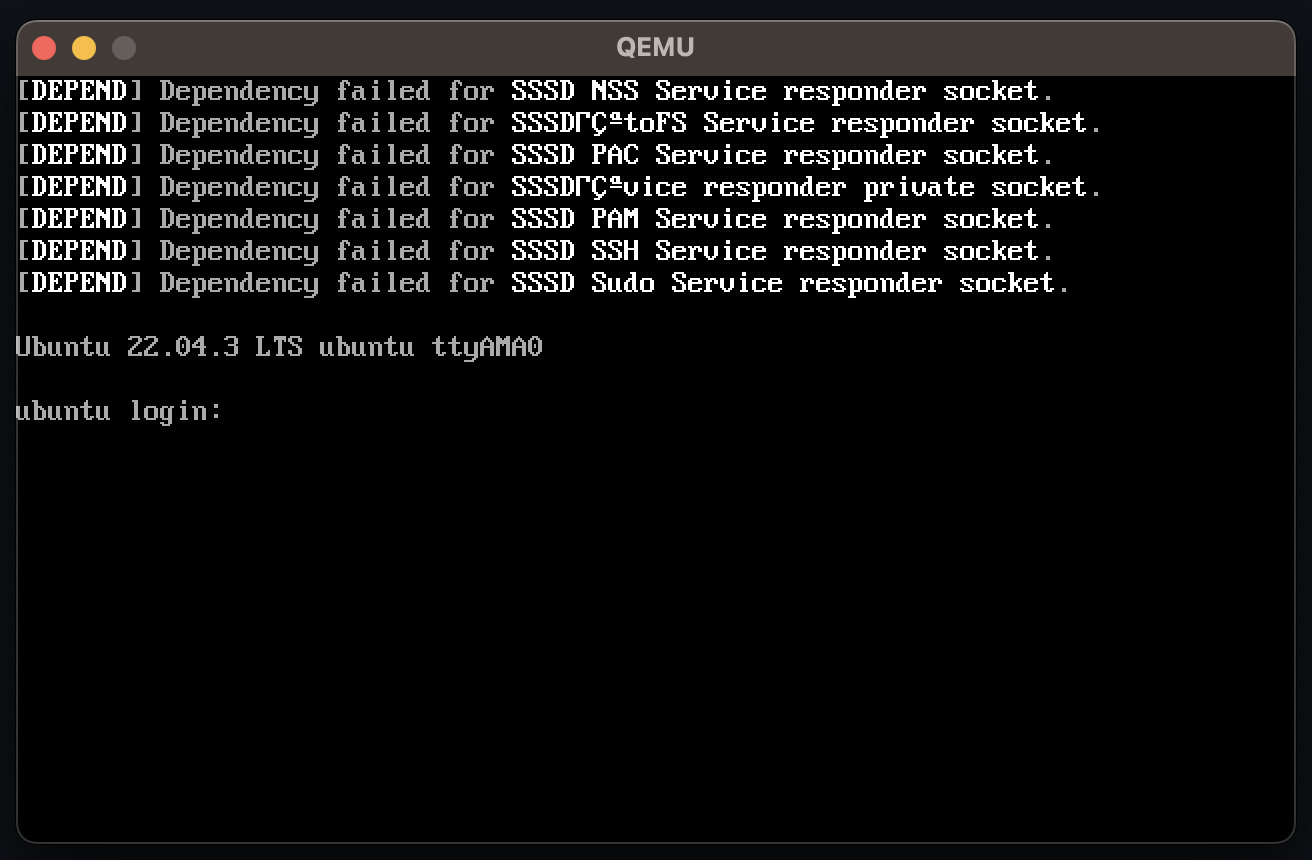 QEMU
[DEPEND] Dependency failed for SSSD NSS Service responder socket.
[DEPEND] Dependency failed for SSSDΓÇªtoFS Service responder socket.
[DEPEND] Dependency failed for SSSD PAC Service responder socket.
[DEPEND] Dependency failed for SSSDΓÇªvice responder private socket.
[DEPEND] Dependency failed for SSSD PAM Service responder socket.
[DEPEND] Dependency failed for SSSD SSH Service responder socket.
[DEPEND] Dependency failed for SSSD Sudo Service responder socket.
Ubuntu 22.04.3 LTS ubuntu ttyAMA0
ubuntu login: